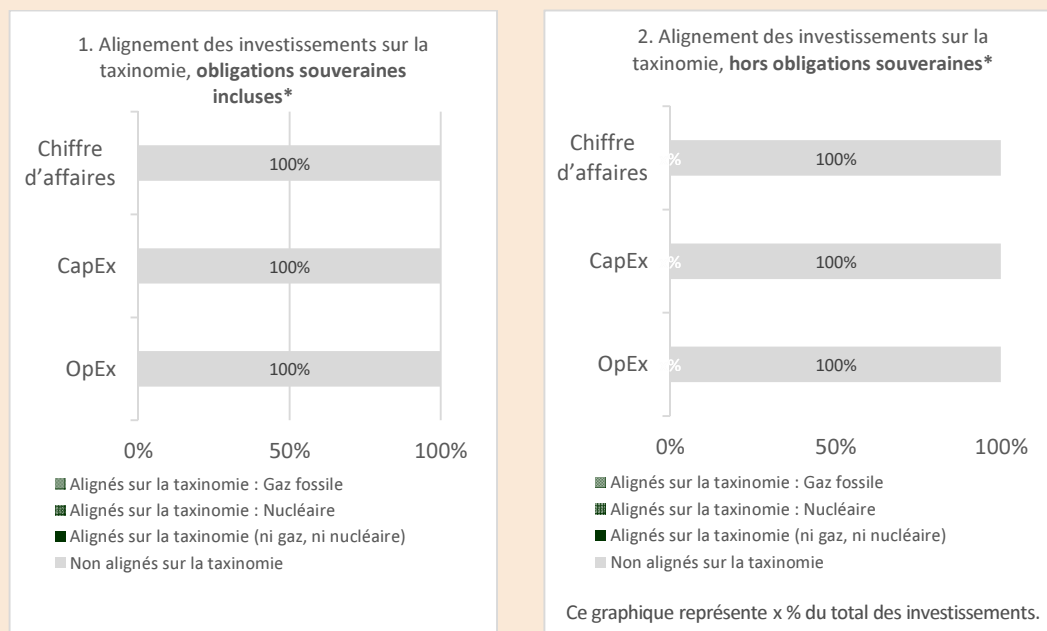 1. Alignement des investissements sur la
taxinomie, obligations souveraines
incluses*
Chiffre
d'affaires
100%
CapEx
100%
OpEx
100%
0%
50%
100%
Alignés sur la taxinomie : Gaz fossile
Alignés sur la taxinomie : Nucléaire
Alignés sur la taxinomie (ni gaz, ni nucléaire)
Non alignés sur la taxinomie
2. Alignement des investissements sur la
taxinomie, hors obligations souveraines*
Chiffre
d'affaires
%
100%
CapEx
%
100%
OpEx
%
100%
0%
50%
100%
Alignés sur la taxinomie : Gaz fossile
Alignés sur la taxinomie : Nucléaire
Alignés sur la taxinomie (ni gaz, ni nucléaire)
Non alignés sur la taxinomie
Ce graphique représente x % du total des investissements.